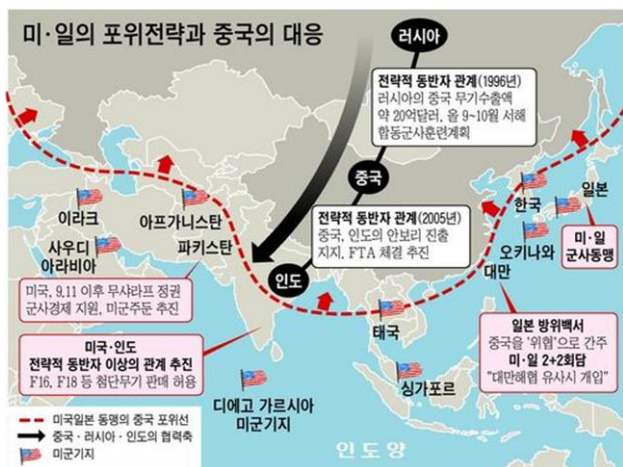 미·일의 포위전략과 중국의 대응
러시아
전략적 동반자 관계(1996년)
러시아의 중국 무기수출액
약 20억달러, 올 9~10월 서해
합동군사훈련계획
중국
전략적 동반자 관계(2005년)
중국, 인도의 안보리 진출
지지, FTA 체결 추진
인도
이라크
아프가니스탄
사우디
아라비아
파키스탄
미국, 9.11 이후 무샤라프 정권
군사경제 지원, 미군주둔 추진
미국·인도
전략적 동반자 이상의 관계 추진
F16, F18 등 첨단무기 판매 허용
한국
일본
오키나와
대만
미·일
군사동맹
일본 방위백서
중국을 '위협'으로 간주
미·일 2+2회담
"대만해협 유사시 개입"
태국
싱가포르
디에고 가르시아
미군기지
인도양
미국일본 동맹의 중국 포위선
중국·러시아·인도의 협력축
미군기지